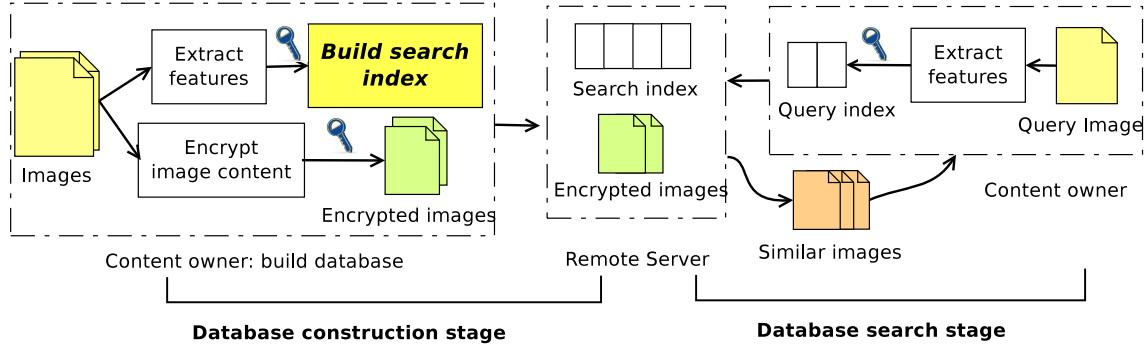 Extract
features
Build search
index
Encrypt
image content
Images
Encrypted images
Content owner: build database
Search index
Encrypted images
Remote Server
Query index
Extract
features
Query Image
Content owner
Similar images
Database construction stage
Database search stage